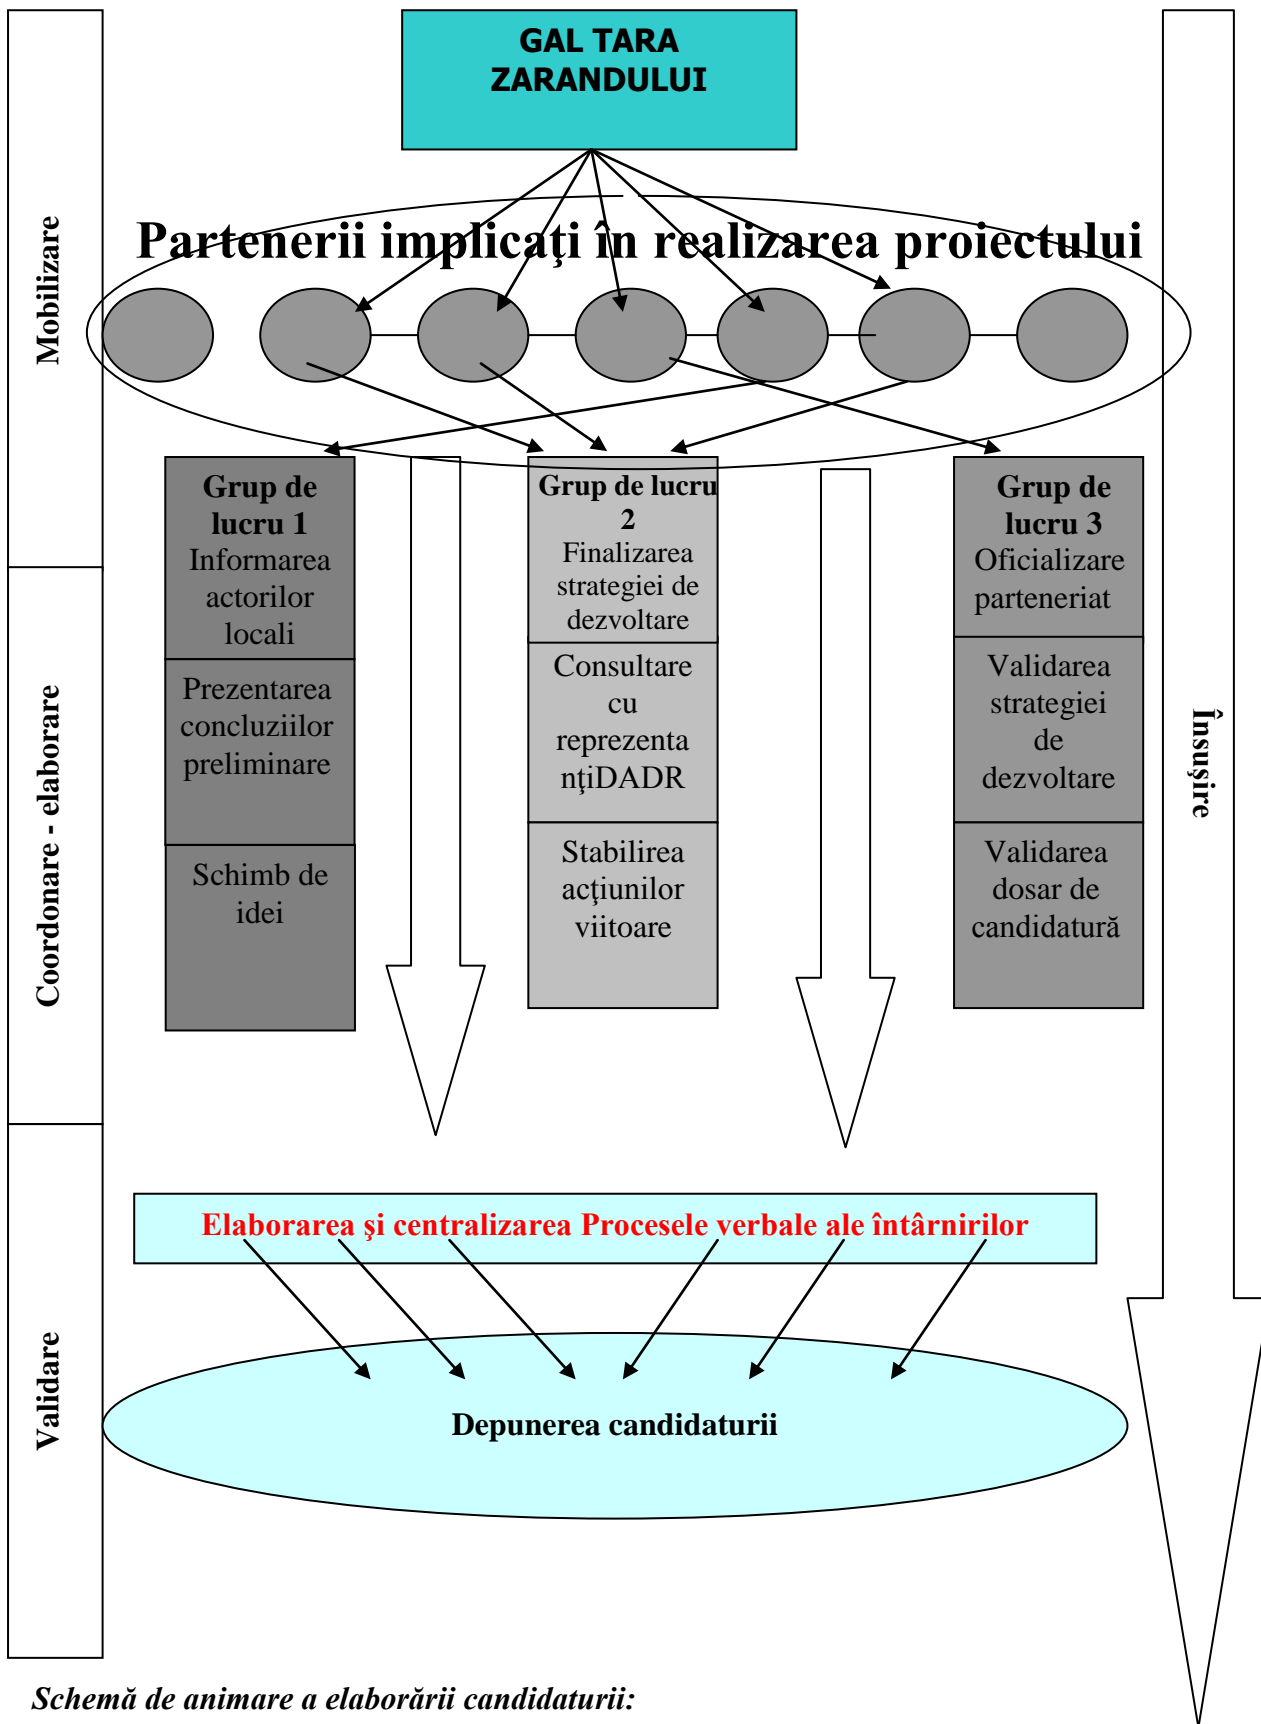 GAL TARA
ZARANDULUI
Mobilizare
Partenerii implicaţi în realizarea proiectului
Grup de
lucru 1
Informarea
actorilor
locali
Prezentarea
concluziilor
preliminare
Schimb de
idei
Grup de lucru
2
Finalizarea
strategiei de
dezvoltare
Consultare
cu
reprezenta
nţiDADR
Stabilirea
acţiunilor
viitoare
Grup de
lucru 3
Oficializare
parteneriat
Validarea
strategiei
de
dezvoltare
Validarea
dosar de
candidatură
Coordonare - elaborare
Însuşire
Elaborarea şi centralizarea Procesele verbale ale întârnirilor
Validare
Depunerea candidaturii
Schemă de animare a elaborării candidaturii: